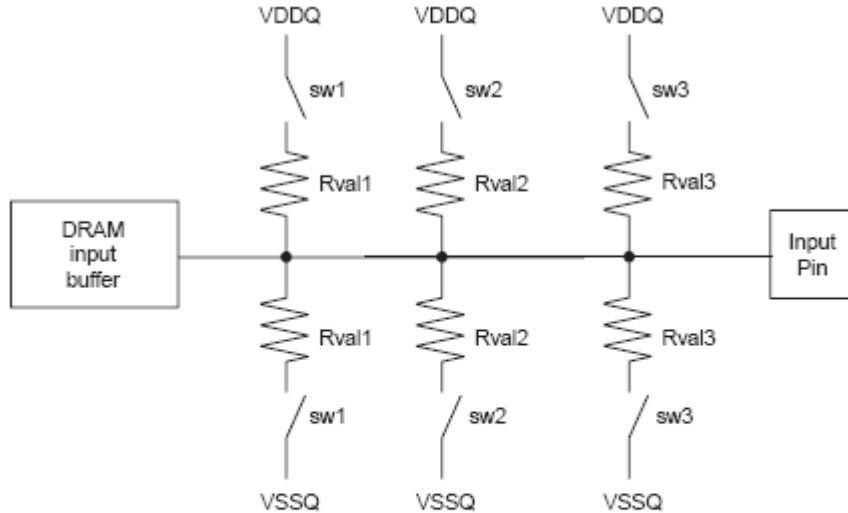 VDDQ VDDQ VDDQ
sw1 sw2 sw3
Rval1 Rval2 Rval3
DRAM
input
buffer
Input
Pin
Rval1 Rval2 Rval3
sw1 sw2 sw3
VSSQ VSSQ VSSQ